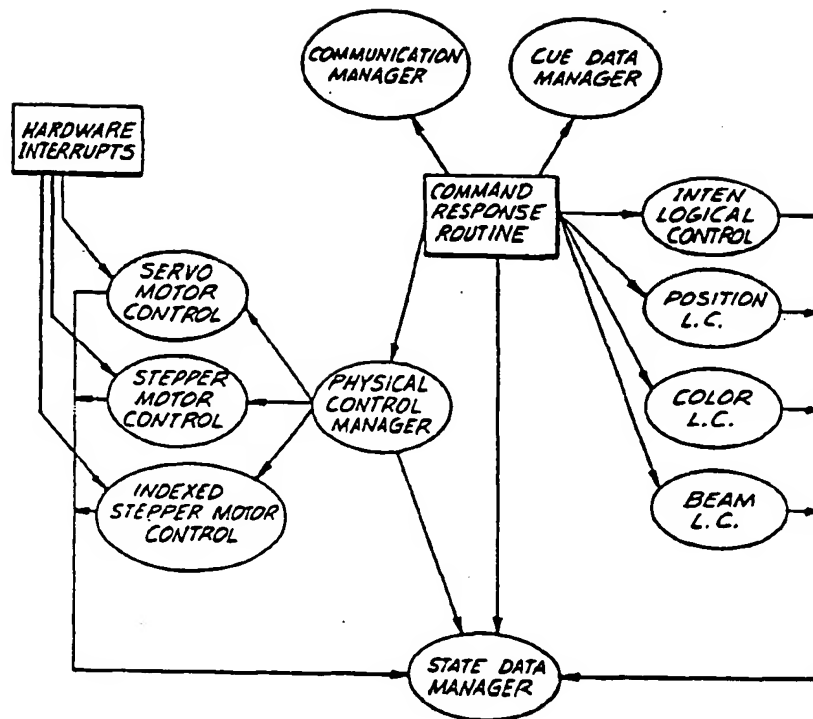 COMMUNICATION
MANAGER
CUE DATA
MANAGER
HARDWARE
INTERRUPTS
COMMAND
RESPONSE
ROUTINE
INTEN
LOGICAL
CONTROL
SERVO
MOTOR
CONTROL
POSITION
L.C.
STEPPER
MOTOR
CONTROL
PHYSICAL
CONTROL
MANAGER
COLOR
L.C.
INDEXED
STEPPER MOTOR
CONTROL
BEAM
L.C.
STATE DATA
MANAGER